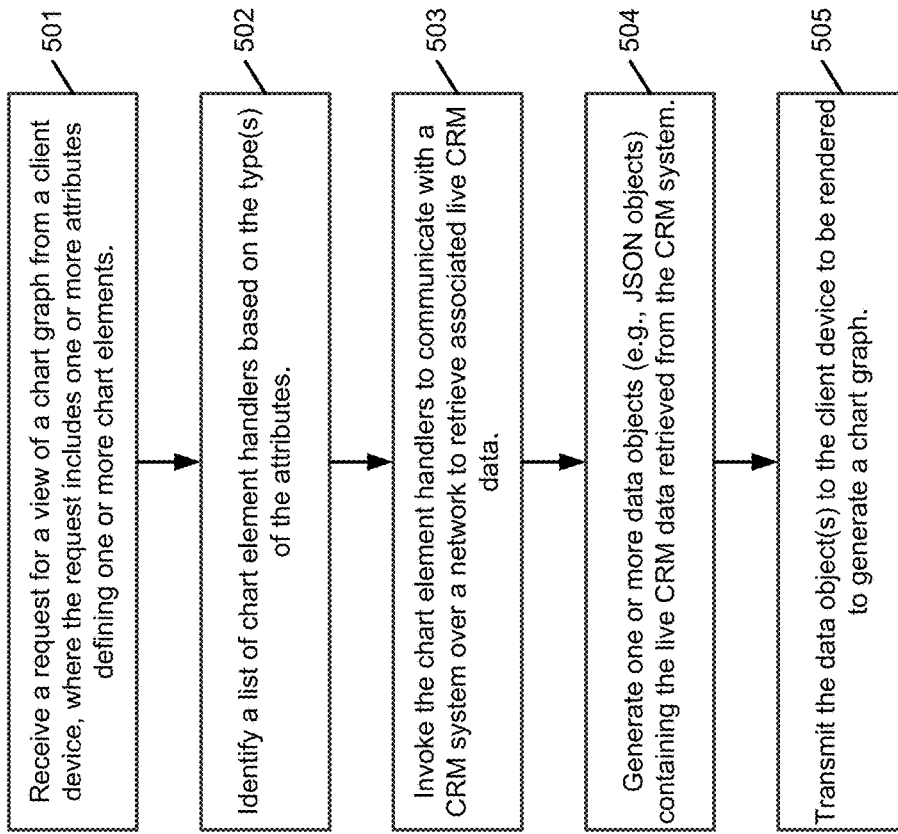 Receive a request for a view of a chart graph from a client
device, where the request includes one or more attributes
defining one or more chart elements.
501
Identify a list of chart element handlers based on the type(s)
of the attributes.
502
Invoke the chart element handlers to communicate with a
CRM system over a network to retrieve associated live CRM
data.
503
Generate one or more data objects (e.g., JSON objects)
containing the live CRM data retrieved from the CRM system.
504
Transmit the data object(s) to the client device to be rendered
to generate a chart graph.
505